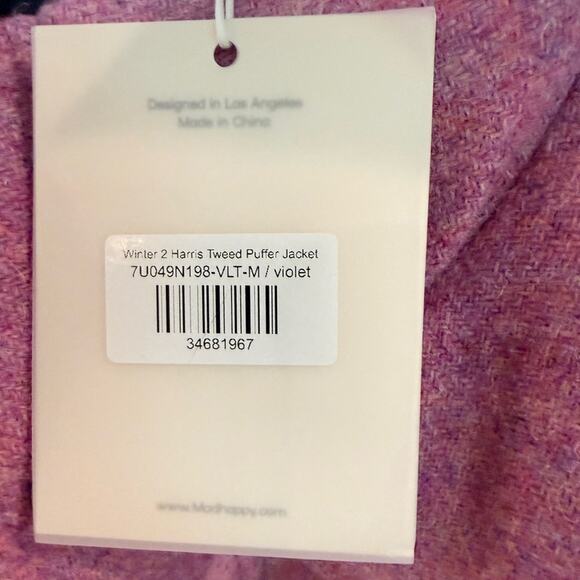 Designed in Los Angeles
Made in China
Winter 2 Harris Tweed Puffer Jacket
7U049N198-VLT-M / violet
34681967
www.Madhappy.com